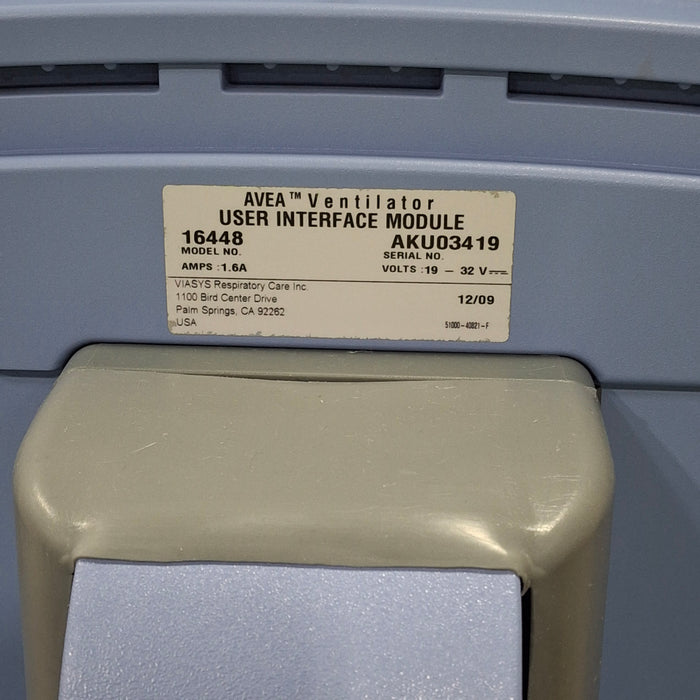 AVEA™ Ventilator
USER INTERFACE MODULE
16448 AKU03419
MODEL NO. SERIAL NO.
AMPS :1.6A VOLTS :19 – 32 V⎓
VIASYS Respiratory Care Inc.
1100 Bird Center Drive 12/09
Palm Springs, CA 92262
USA 51000-40821-F